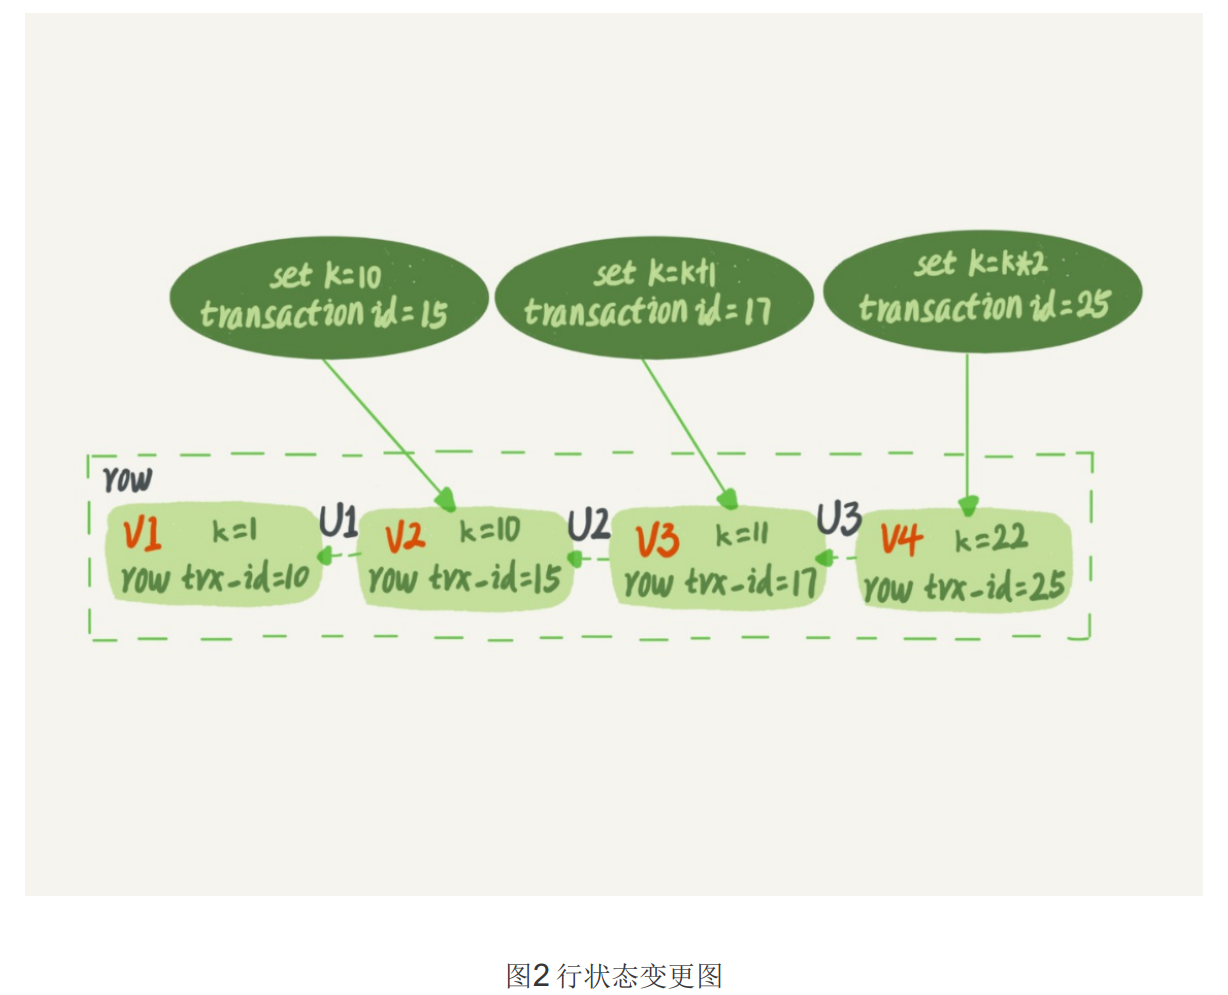 set k=10
transaction id=15
set k=k+1
transaction id=17
set k=k*2
transaction id=25
row
V1 k=1
row trx-id=10
U1
V2 k=10
row trx-id=15
U2
V3 k=11
row trx-id=17
U3
V4 k=22
row trx-id=25
图2 行状态变更图